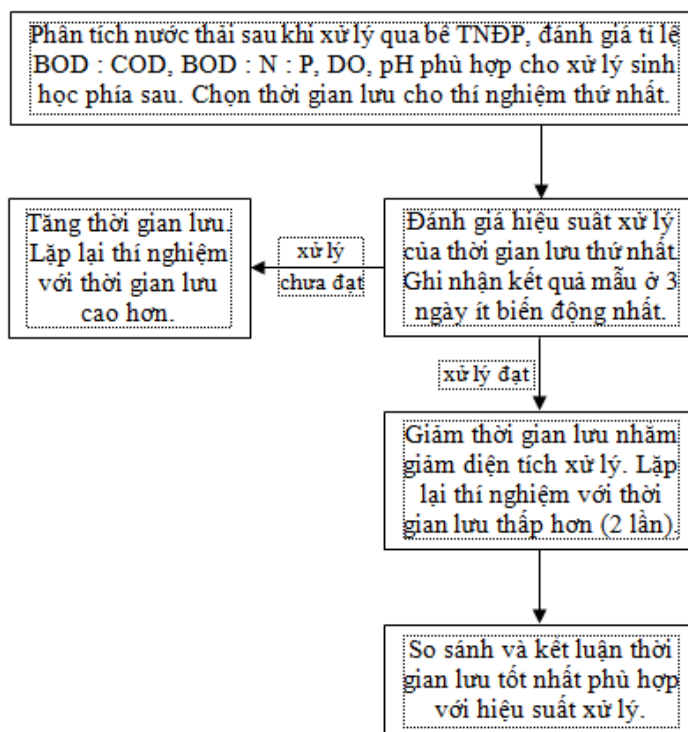 Phân tích nước thải sau khi xử lý qua bể TNĐP, đánh giá tỉ lệ
BOD : COD, BOD : N : P, DO, pH phù hợp cho xử lý sinh
học phía sau. Chọn thời gian lưu cho thí nghiệm thứ nhất.
Tăng thời gian lưu.
Lặp lại thí nghiệm
với thời gian lưu
cao hơn.
xử lý
chưa đạt
Đánh giá hiệu suất xử lý
của thời gian lưu thứ nhất.
Ghi nhận kết quả mẫu ở 3
ngày ít biến động nhất.
xử lý đạt
Giảm thời gian lưu nhằm
giảm diện tích xử lý. Lặp
lại thí nghiệm với thời
gian lưu thấp hơn (2 lần).
So sánh và kết luận thời
gian lưu tốt nhất phù hợp
với hiệu suất xử lý.